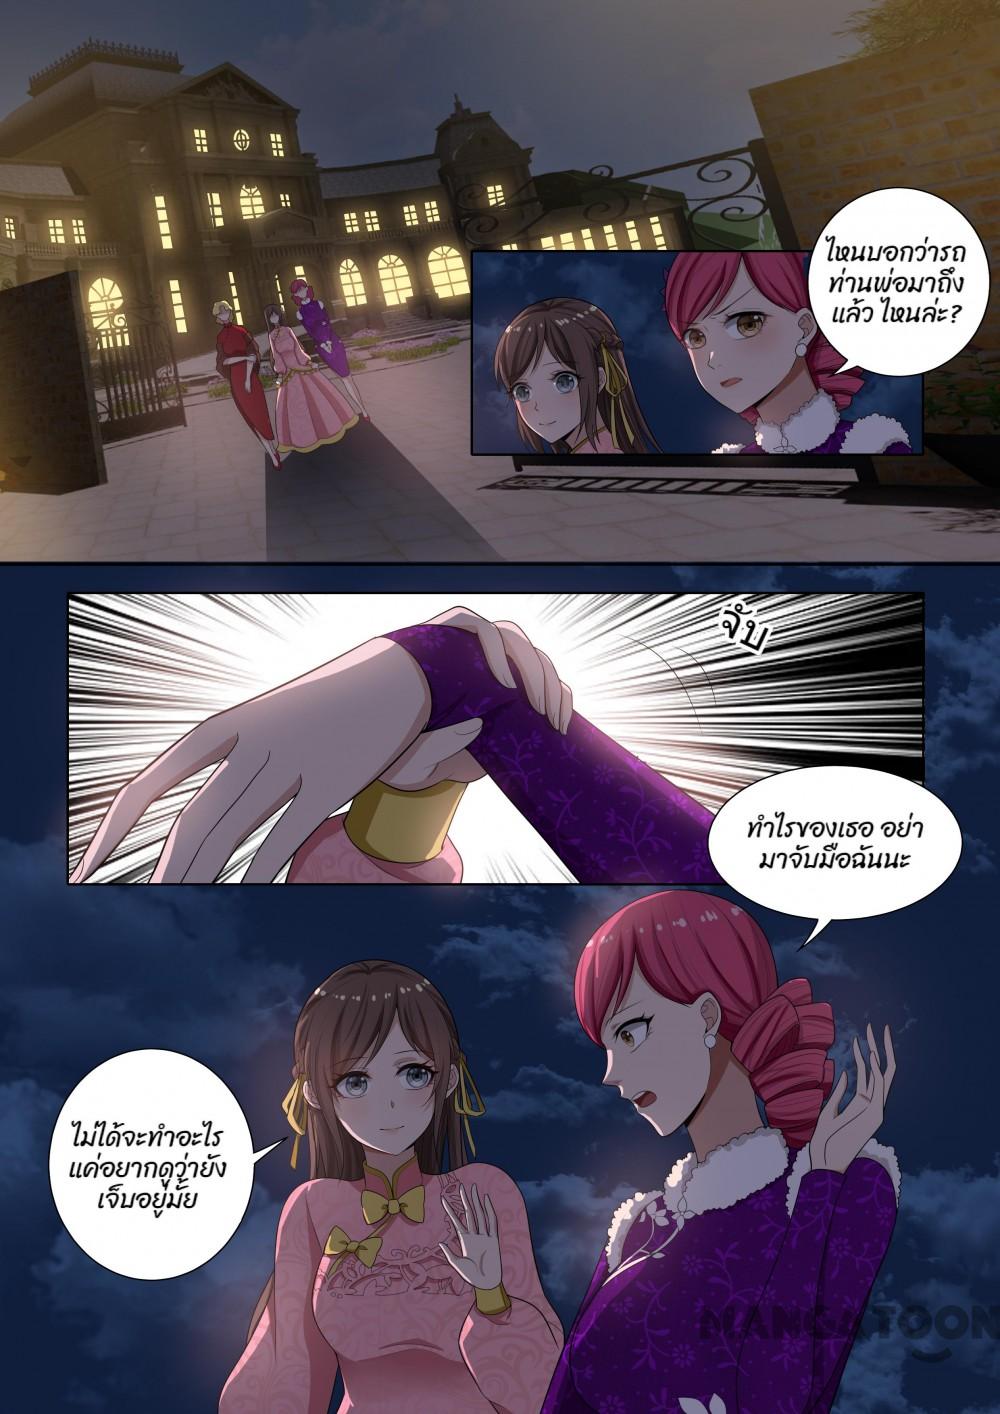 ไหนบอกว่ารถ
ท่านพ่อมาถึง
แล้ว ไหนล่ะ?
จับ
ทำไรของเธอ อย่า
มาจับมือฉันนะ
ไม่ได้จะทำอะไร
แค่อยากดูว่ายัง
เจ็บอยู่มั้ย
MANGATOON